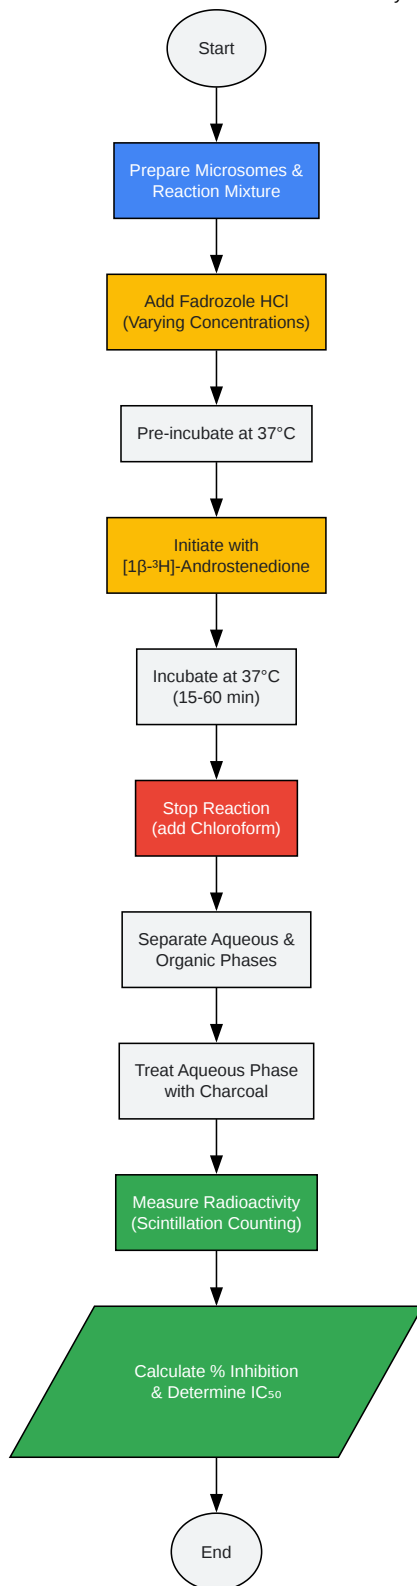 Start
Prepare Microsomes &
Reaction Mixture
Add Fadrozole HCl
(Varying Concentrations)
Pre-incubate at 37°C
Initiate with
[1β-³H]-Androstenedione
Incubate at 37°C
(15-60 min)
Stop Reaction
(add Chloroform)
Separate Aqueous &
Organic Phases
Treat Aqueous Phase
with Charcoal
Measure Radioactivity
(Scintillation Counting)
Calculate % Inhibition
& Determine IC₅₀
End